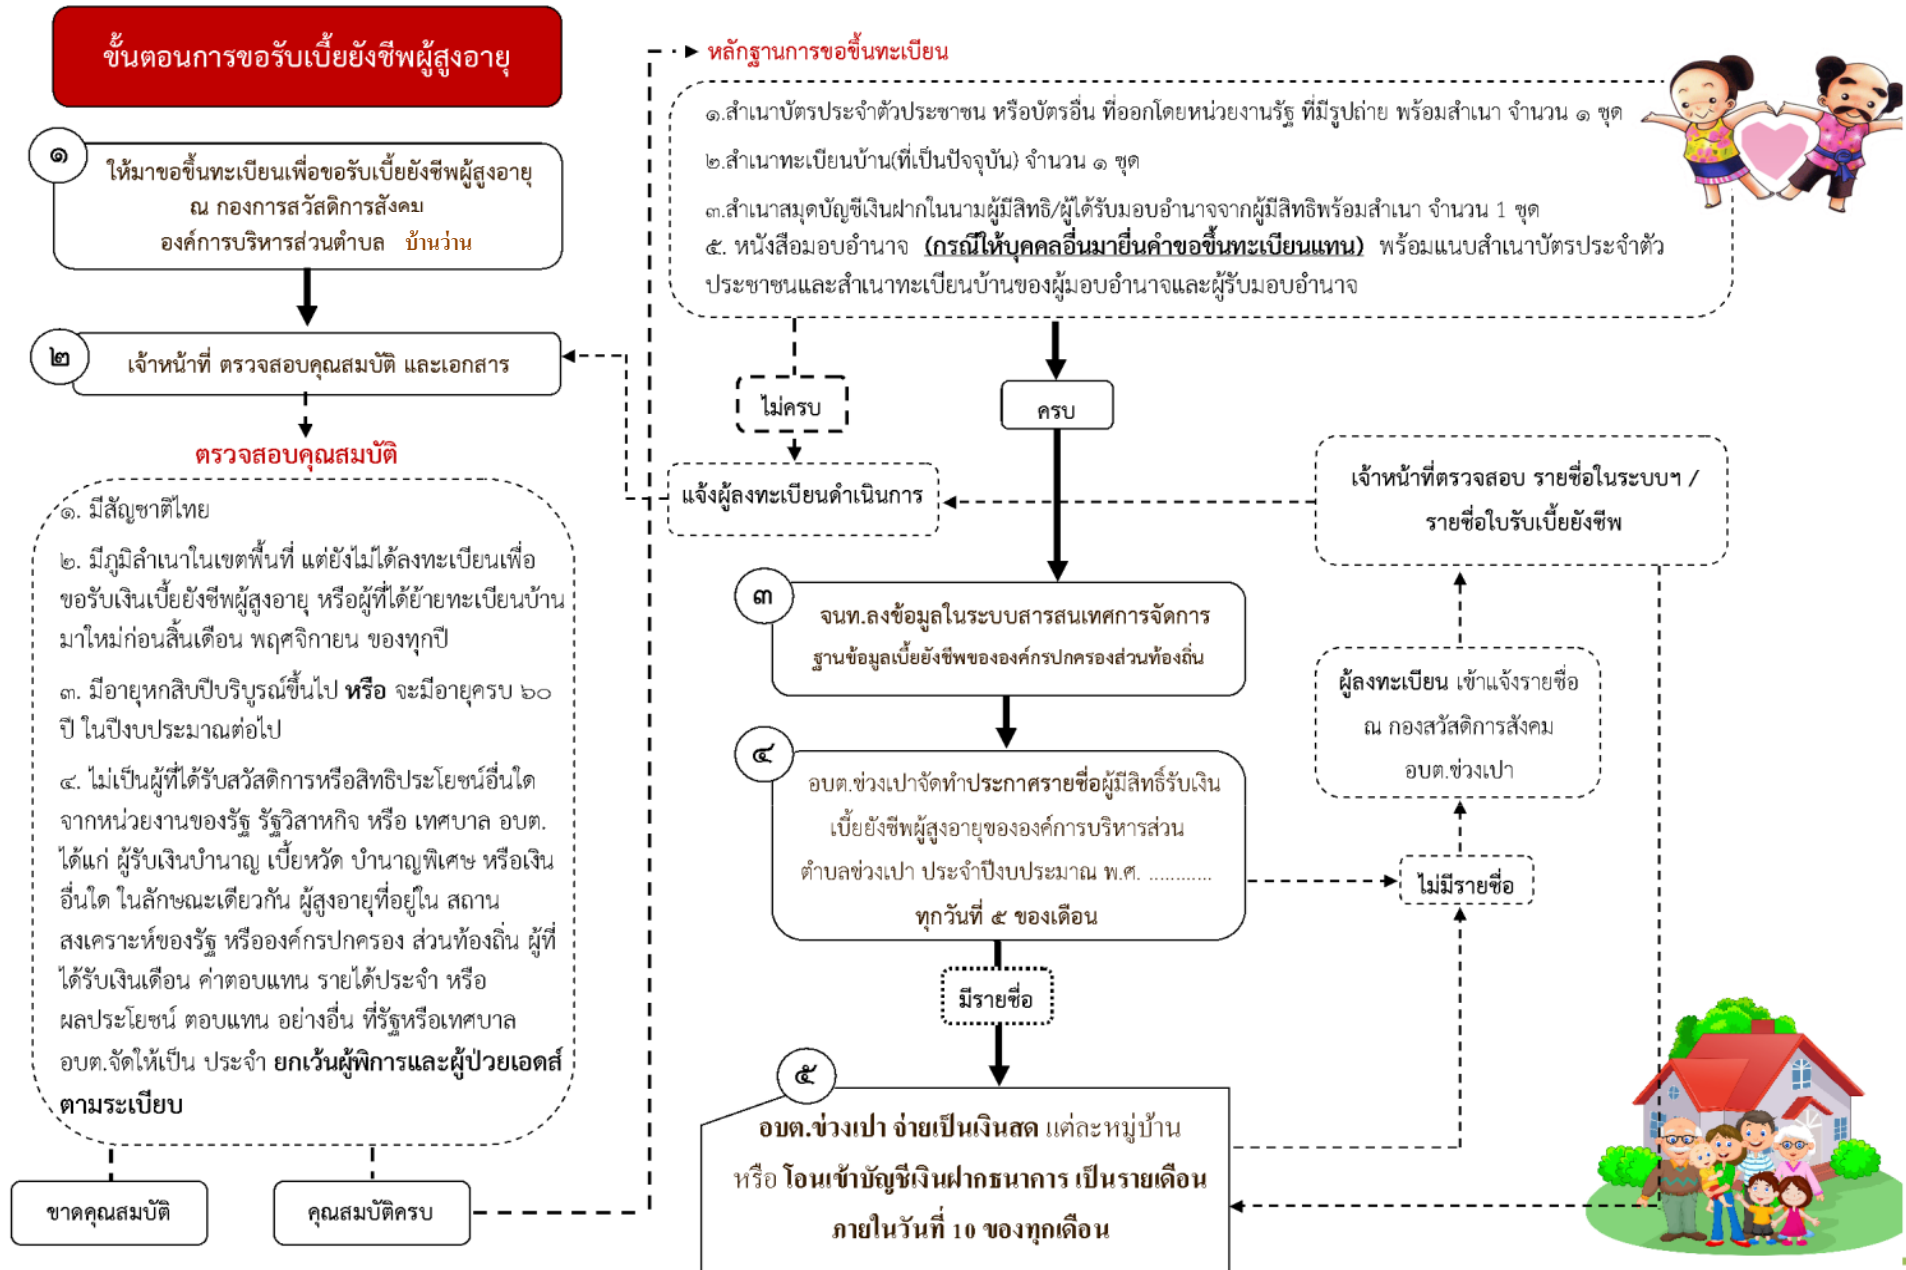 ขั้นตอนการขอรับเบี้ยยังชีพผู้สูงอายุ
๑
ให้มาขอขึ้นทะเบียนเพื่อขอรับเบี้ยยังชีพผู้สูงอายุ
ณ กองการสวัสดิการสังคม
องค์การบริหารส่วนตำบล บ้านว่าน
๒
เจ้าหน้าที่ ตรวจสอบคุณสมบัติ และเอกสาร
ตรวจสอบคุณสมบัติ
๑. มีสัญชาติไทย
๒. มีภูมิลำเนาในเขตพื้นที่ แต่ยังไม่ได้ลงทะเบียนเพื่อ
ขอรับเงินเบี้ยยังชีพผู้สูงอายุ หรือผู้ที่ได้ย้ายทะเบียนบ้าน
มาใหม่ก่อนสิ้นเดือน พฤศจิกายน ของทุกปี
๓. มีอายุหกสิบปีบริบูรณ์ขึ้นไป หรือ จะมีอายุครบ ๖๐
ปี ในปีงบประมาณต่อไป
๔. ไม่เป็นผู้ที่ได้รับสวัสดิการหรือสิทธิประโยชน์อื่นใด
จากหน่วยงานของรัฐ รัฐวิสาหกิจ หรือ เทศบาล อบต.
ได้แก่ ผู้รับเงินบำนาญ เบี้ยหวัด บำนาญพิเศษ หรือเงิน
อื่นใด ในลักษณะเดียวกัน ผู้สูงอายุที่อยู่ใน สถาน
สงเคราะห์ของรัฐ หรือองค์กรปกครอง ส่วนท้องถิ่น ผู้ที่
ได้รับเงินเดือน ค่าตอบแทน รายได้ประจำ หรือ
ผลประโยชน์ ตอบแทน อย่างอื่น ที่รัฐหรือเทศบาล
อบต.จัดให้เป็น ประจำ ยกเว้นผู้พิการและผู้ป่วยเอดส์
ตามระเบียบ
ขาดคุณสมบัติ
คุณสมบัติครบ
หลักฐานการขอขึ้นทะเบียน
๑.สำเนาบัตรประจำตัวประชาชน หรือบัตรอื่น ที่ออกโดยหน่วยงานรัฐ ที่มีรูปถ่าย พร้อมสำเนา จำนวน ๑ ชุด
๒.สำเนาทะเบียนบ้าน(ที่เป็นปัจจุบัน) จำนวน ๑ ชุด
๓.สำเนาสมุดบัญชีเงินฝากในนามผู้มีสิทธิ/ผู้ได้รับมอบอำนาจจากผู้มีสิทธิพร้อมสำเนา จำนวน 1 ชุด
๕. หนังสือมอบอำนาจ (กรณีให้บุคคลอื่นมายื่นคำขอขึ้นทะเบียนแทน) พร้อมแนบสำเนาบัตรประจำตัว
ประชาชนและสำเนาทะเบียนบ้านของผู้มอบอำนาจและผู้รับมอบอำนาจ
ไม่ครบ
ครบ
แจ้งผู้ลงทะเบียนดำเนินการ
เจ้าหน้าที่ตรวจสอบ รายชื่อในระบบฯ /
รายชื่อใบรับเบี้ยยังชีพ
๓
จนท.ลงข้อมูลในระบบสารสนเทศการจัดการ
ฐานข้อมูลเบี้ยยังชีพขององค์กรปกครองส่วนท้องถิ่น
ผู้ลงทะเบียน เข้าแจ้งรายชื่อ
ณ กองสวัสดิการสังคม
อบต.ข่วงเปา
๔
อบต.ข่วงเปาจัดทำประกาศรายชื่อผู้มีสิทธิ์รับเงิน
เบี้ยยังชีพผู้สูงอายุขององค์การบริหารส่วน
ตำบลข่วงเปา ประจำปีงบประมาณ พ.ศ. ............
ทุกวันที่ ๕ ของเดือน
ไม่มีรายชื่อ
มีรายชื่อ
๕
อบต.ข่วงเปา จ่ายเป็นเงินสด แต่ละหมู่บ้าน
หรือ โอนเข้าบัญชีเงินฝากธนาการ เป็นรายเดือน
ภายในวันที่ 10 ของทุกเดือน